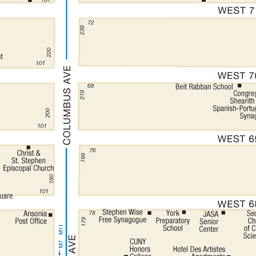 WEST 7
72
239
220
101
COLUMBUS AVE
WEST 70
68
219
Beit Rabban School
Congreg
Shearith
Spanish-Portug
Synag
200
101
WEST 69
76
199
Christ &
St. Stephen
Episcopal Church
180
101
quare
WEST 68
78
179
Ansonia
Post Office
Stephen Wise
Free Synagogue
York
Preparatory
School
JASA
Senior
Center
CUNY
Honors
College
Hotel Des Artistes
M7
M11
AVE